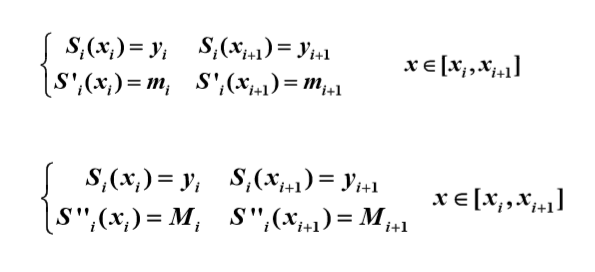 S_i(x_i) = y_i S_i(x_{i+1}) = y_{i+1}
S'_i(x_i) = m_i S'_i(x_{i+1}) = m_{i+1} x ∈ [x_i, x_{i+1}]
S_i(x_i) = y_i S_i(x_{i+1}) = y_{i+1}
S''_i(x_i) = M_i S''_i(x_{i+1}) = M_{i+1} x ∈ [x_i, x_{i+1}]